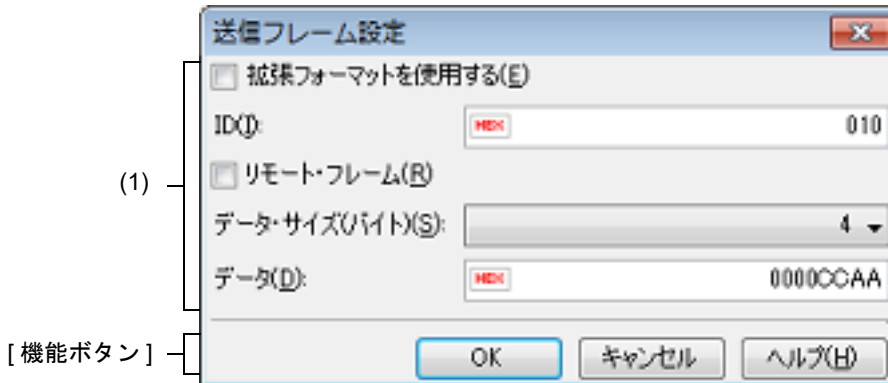 送信フレーム設定
拡張フォーマットを使用する(E)
ID(I): HEX 010
(1)
リモート・フレーム(R)
データ・サイズ(バイト)(S): 4
データ(D): HEX 0000CCAA
[ 機能ボタン ]
OK キャンセル ヘルプ(H)